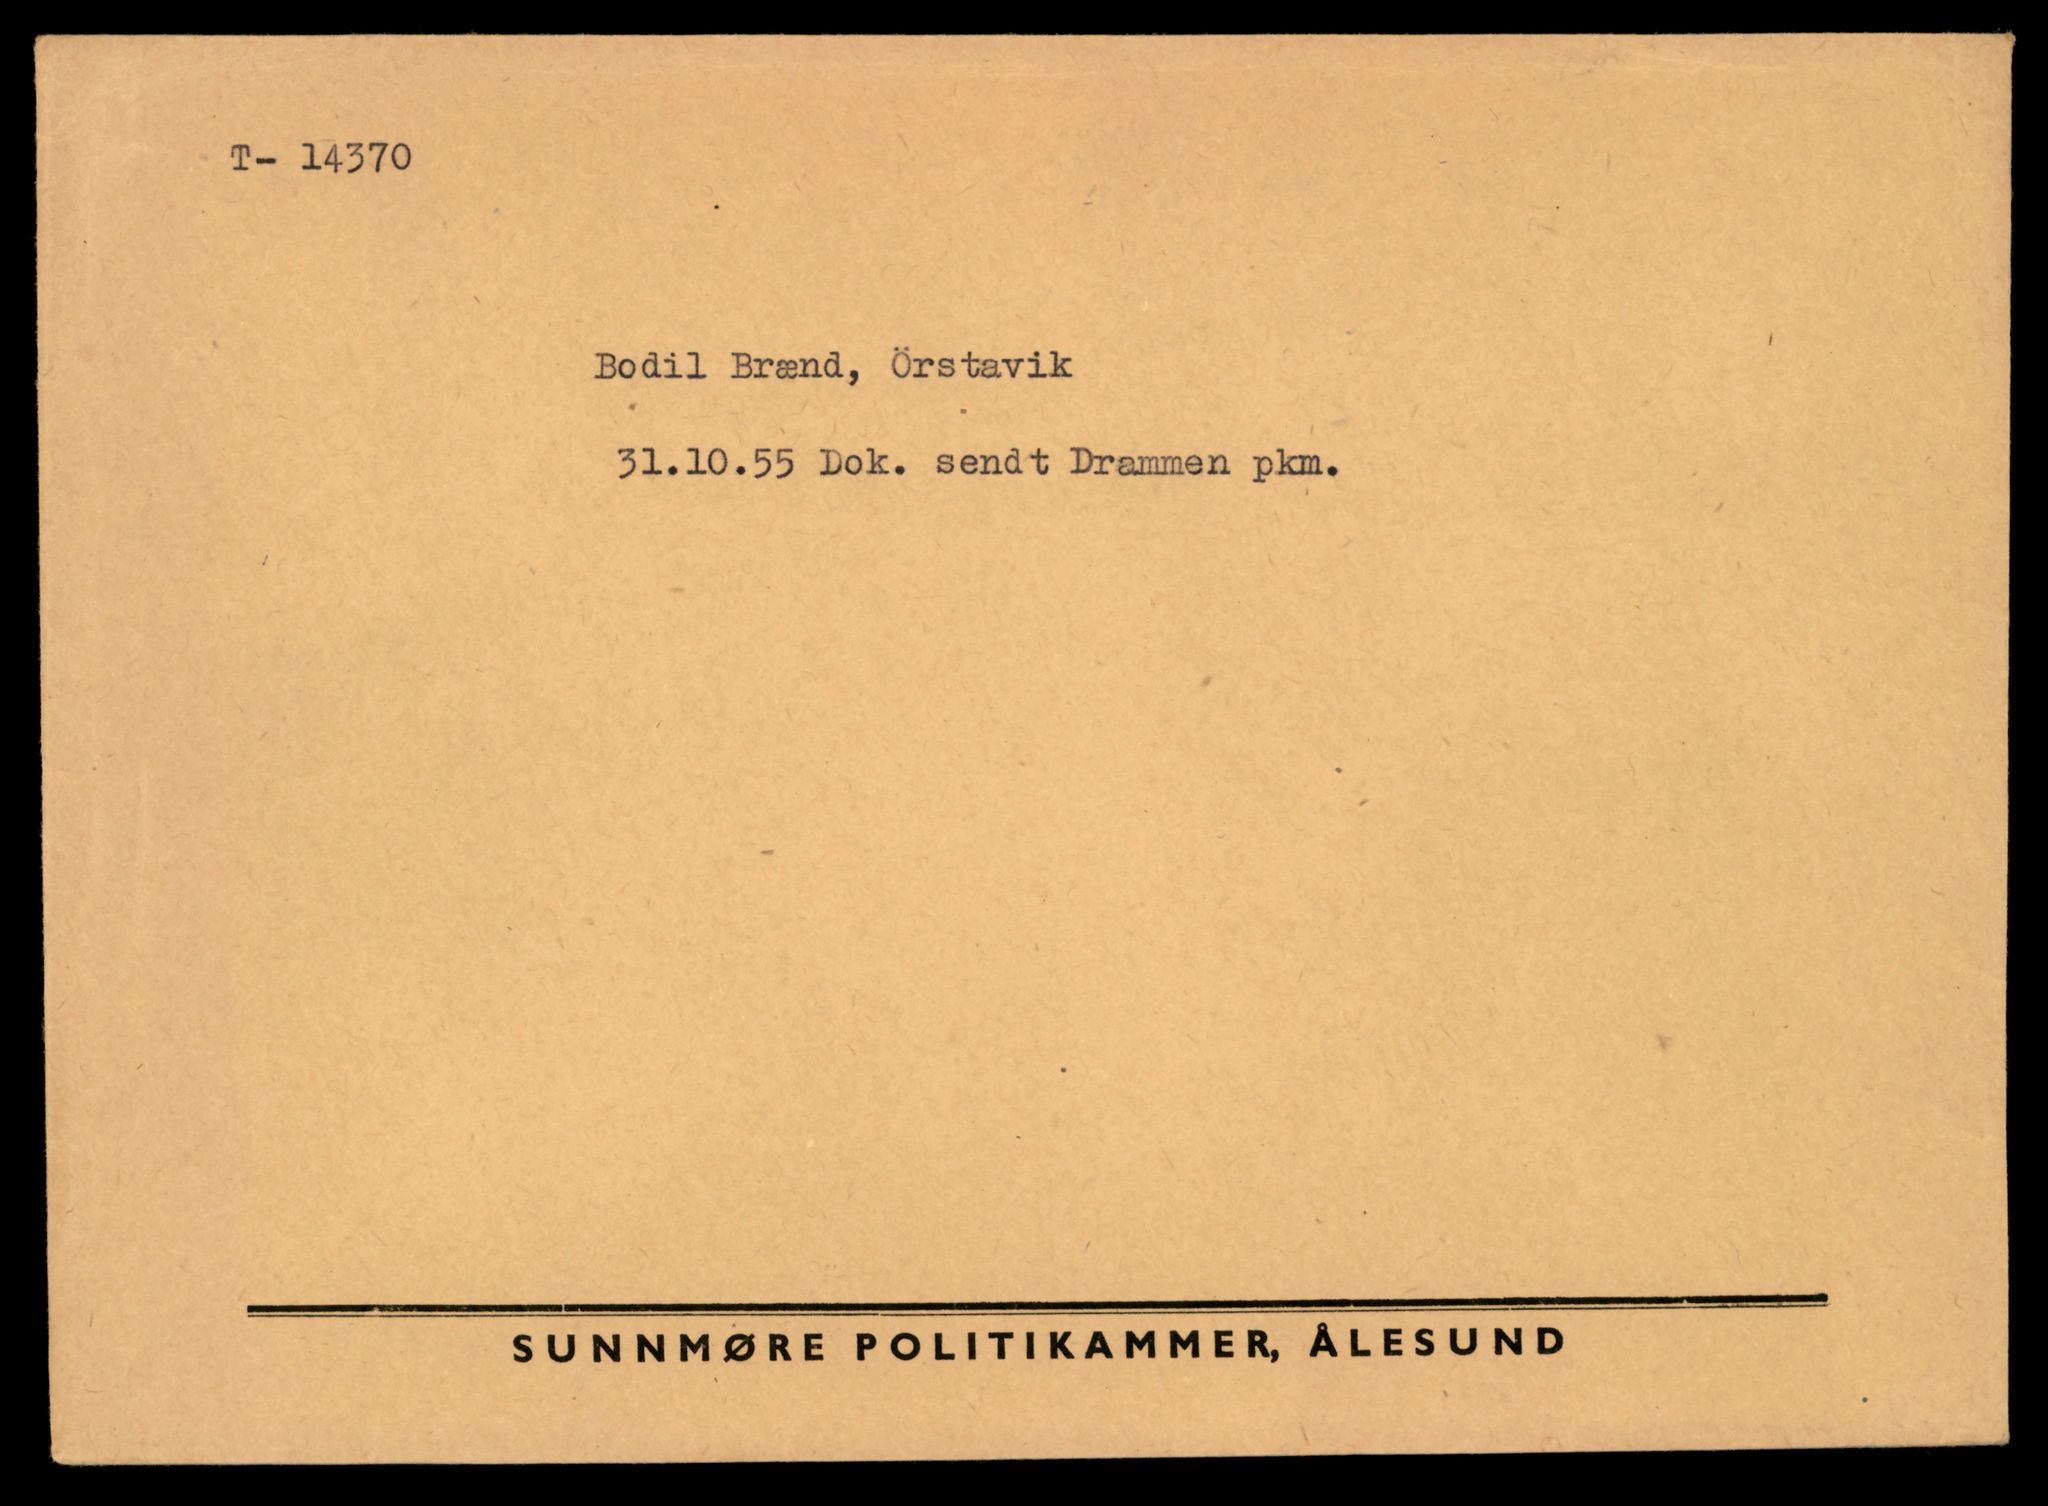 T- 14370
Bodil Brænd, Örstavik
31.10.55 Dok. sendt Drammen pkm.
SUNNMØRE POLITIKAMMER, ÅLESUND